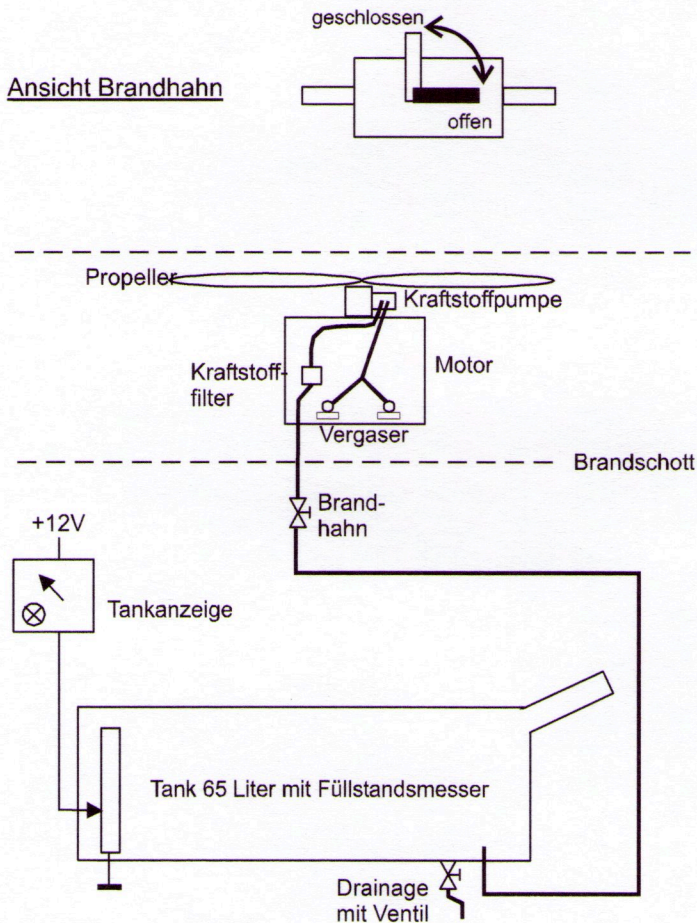 geschlossen
Ansicht Brandhahn
offen
Propeller
Kraftstoffpumpe
Kraftstoff-
filter
Motor
Vergaser
Brandschott
Brand-
hahn
+12V
Tankanzeige
Tank 65 Liter mit Füllstandsmesser
Drainage
mit Ventil